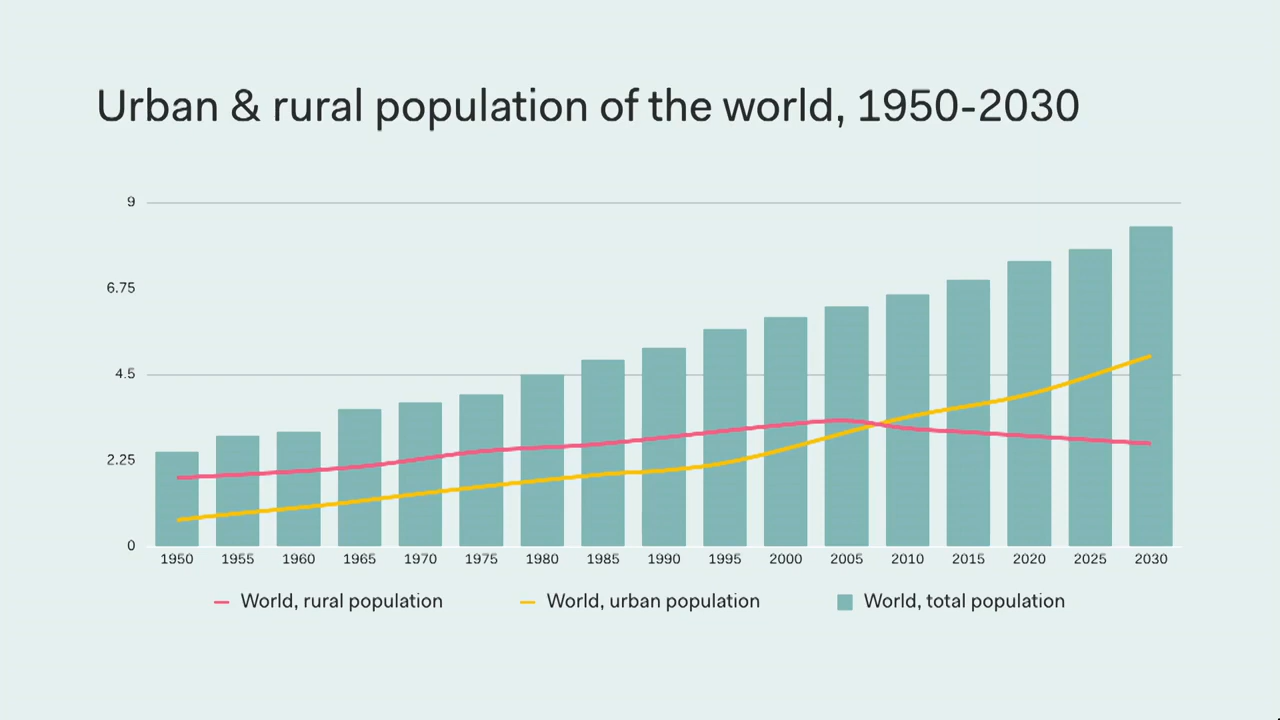 Urban & rural population of the world, 1950-2030
9
6.75
4.5
2.25
0
1950 1955 1960 1965 1970 1975 1980 1985 1990 1995 2000 2005 2010 2015 2020 2025 2030
World, rural population World, urban population World, total population